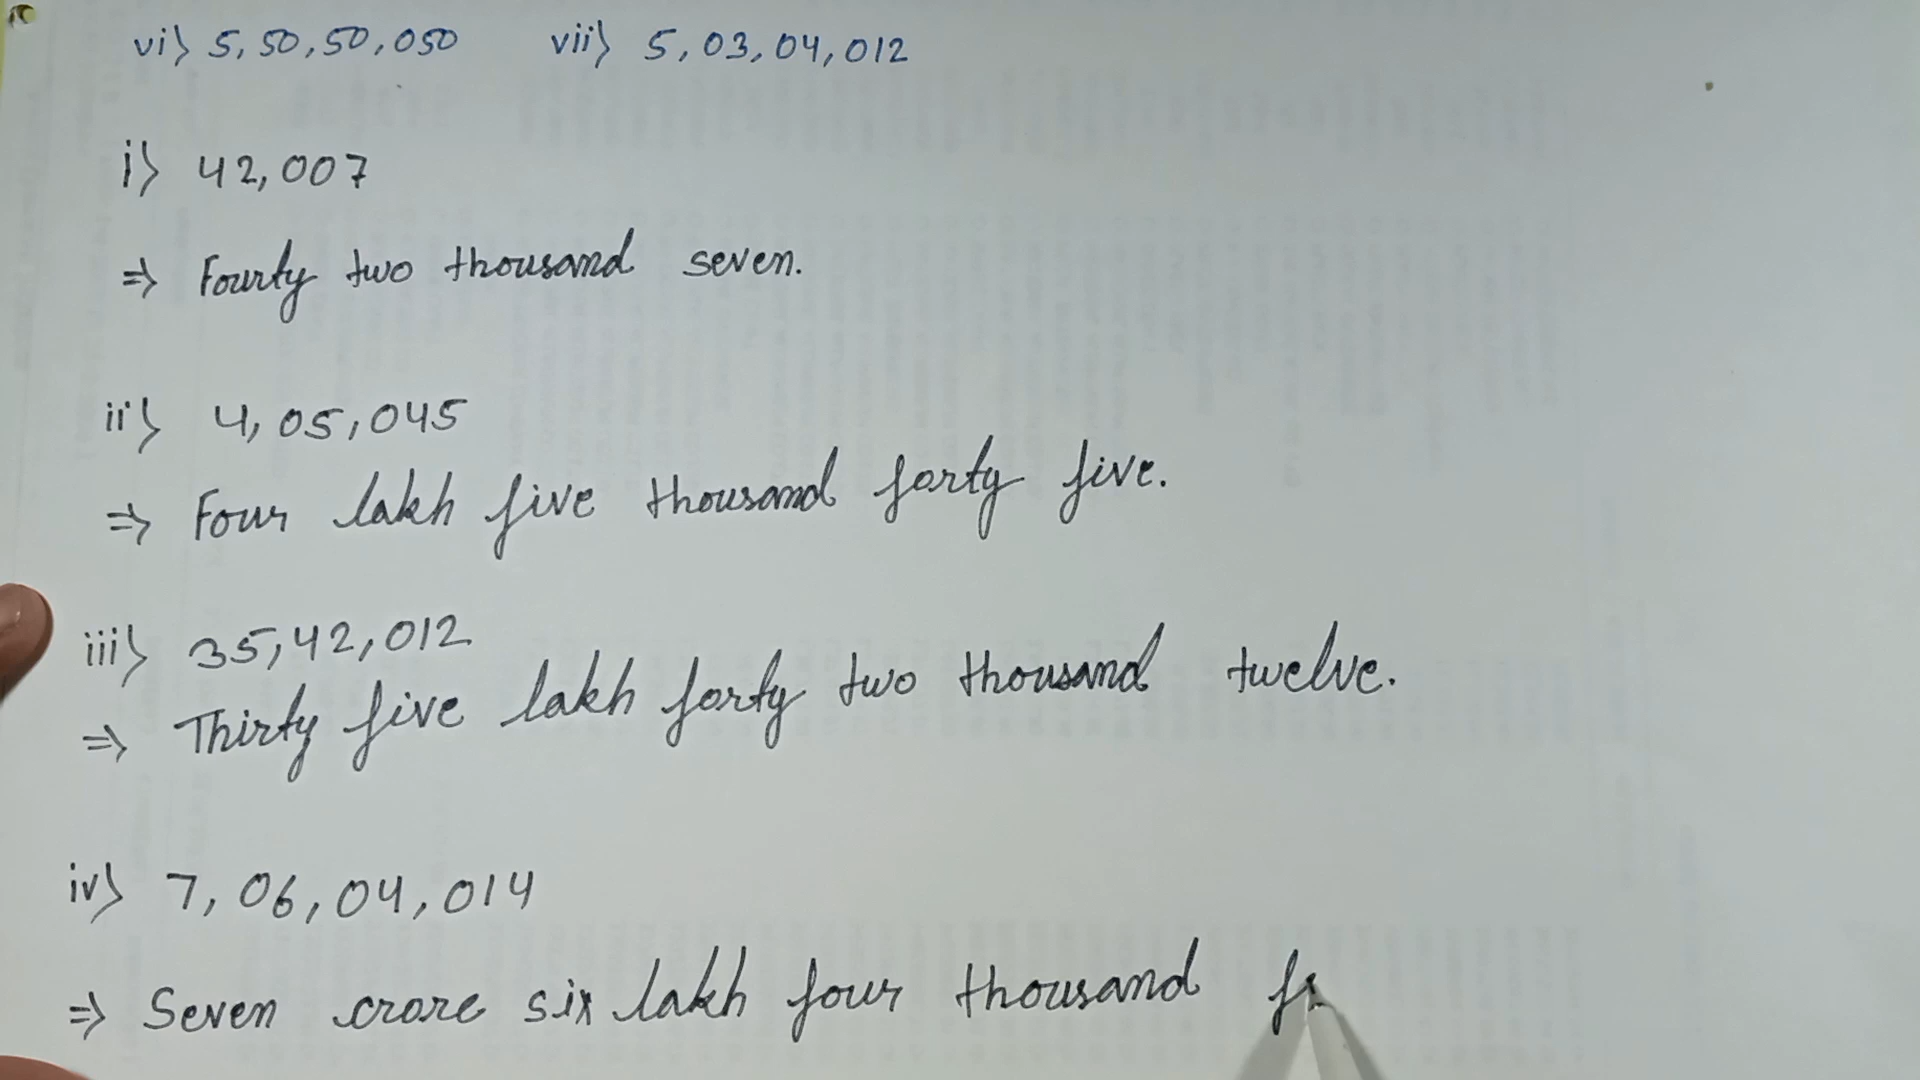 vi) 5,50,50,050 vii) 5,03,04,012
i) 42,007
⇒ Fourty two thousand seven.
ii) 4,05,045
⇒ Four lakh five thousand forty five.
iii) 35,42,012
⇒ Thirty five lakh forty two thousand twelve.
iv) 7,06,04,014
⇒ Seven crore six lakh four thousand